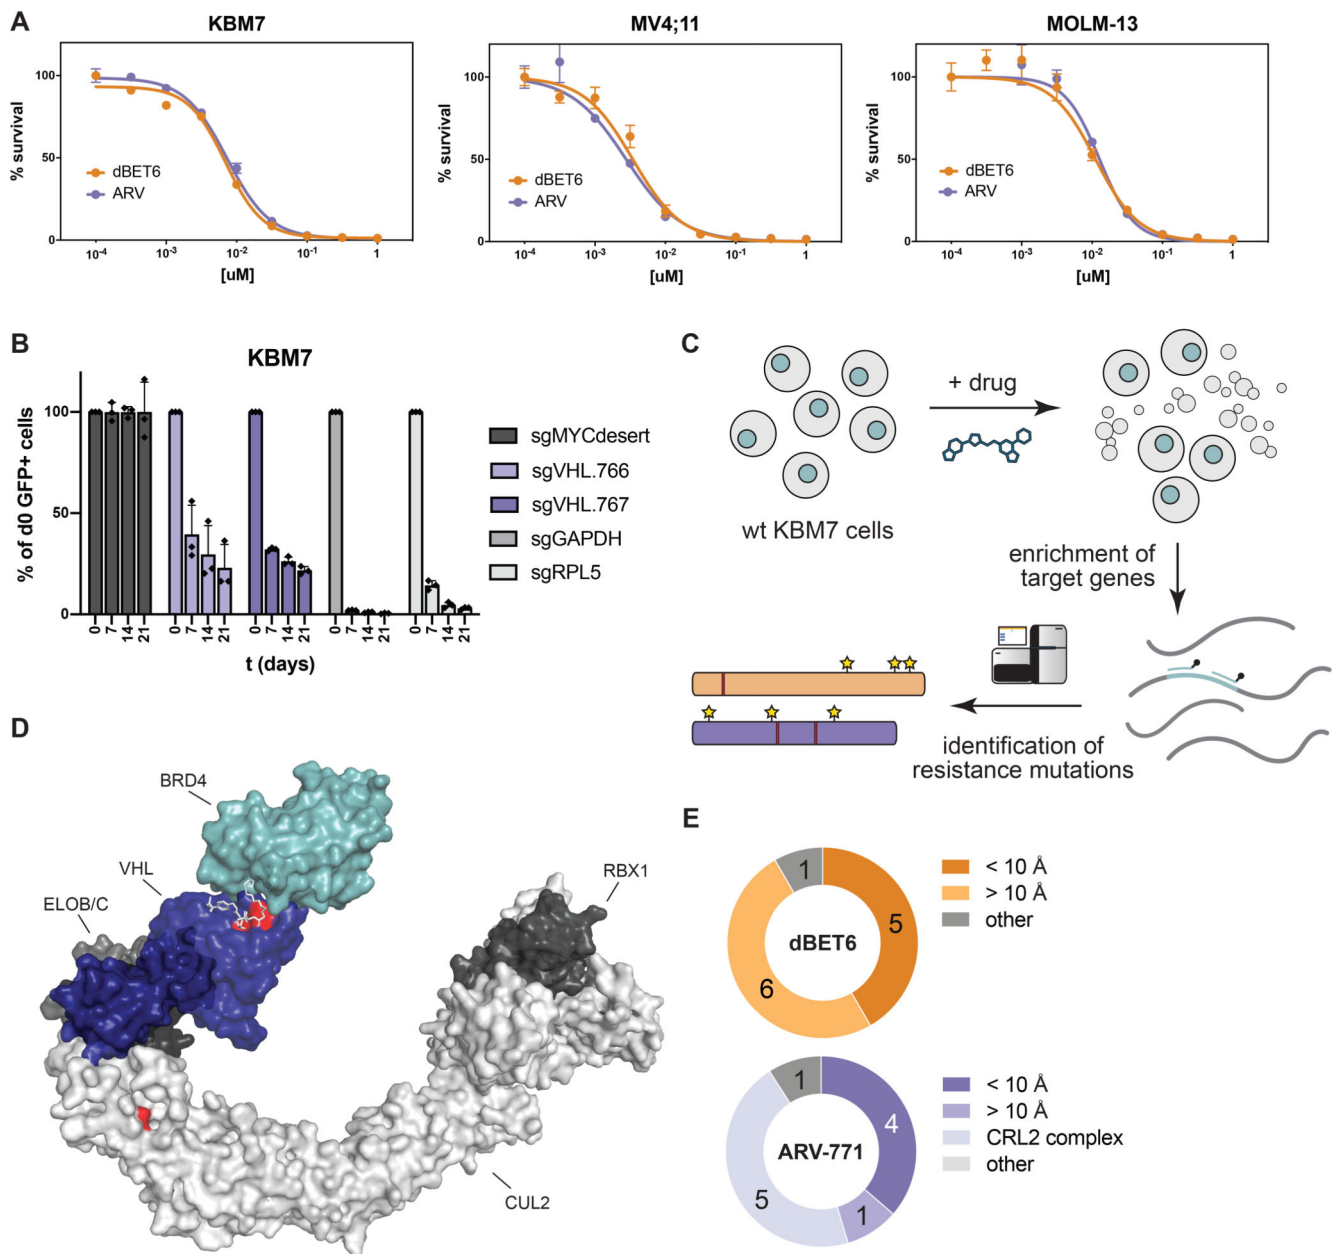 A
KBM7
% survival
100
50
0
dBET6
ARV
10-4
10-3
10-2
10-1
1
[uM]
MV4;11
% survival
100
50
0
dBET6
ARV
10-4
10-3
10-2
10-1
1
[uM]
MOLM-13
% survival
100
50
0
dBET6
ARV
10-4
10-3
10-2
10-1
1
[uM]
B
KBM7
% of d0 GFP+ cells
100
50
0
0 7 14 21 0 7 14 21 0 7 14 21 0 7 14 21 0 7 14 21
t (days)
sgMYCdesert
sgVHL.766
sgVHL.767
sgGAPDH
sgRPL5
C
+ drug
wt KBM7 cells
enrichment of
target genes
identification of
resistance mutations
D
BRD4
VHL
ELOB/C
RBX1
CUL2
E
1
5
6
dBET6
< 10 Å
> 10 Å
other
1
4
5
1
ARV-771
< 10 Å
> 10 Å
CRL2 complex
other